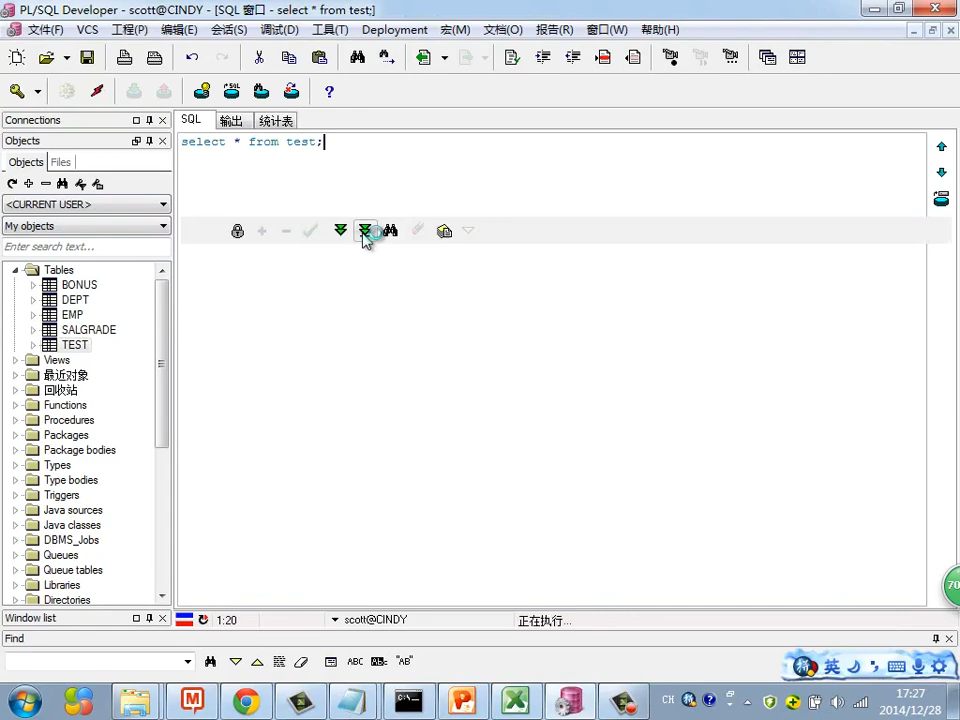 PL/SQL Developer - scott@CINDY - [SQL 窗口 - select * from test;]
文件(F) VCS 工程(P) 编辑(E) 会话(S) 调试(D) 工具(T) Deployment 宏(M) 文档(O) 报告(R) 窗口(W) 帮助(H)
Connections
Objects
Objects Files
<CURRENT USER>
My objects
Enter search text...
Tables
BONUS
DEPT
EMP
SALGRADE
TEST
Views
最近对象
回收站
Functions
Procedures
Packages
Package bodies
Types
Type bodies
Triggers
Java sources
Java classes
DBMS_Jobs
Queues
Queue tables
Libraries
Directories
SQL 输出 统计表
select * from test;
70
Window list
1:20 scott@CINDY 正在执行...
Find
ABC "AB"
英
CH
17:27
2014/12/28